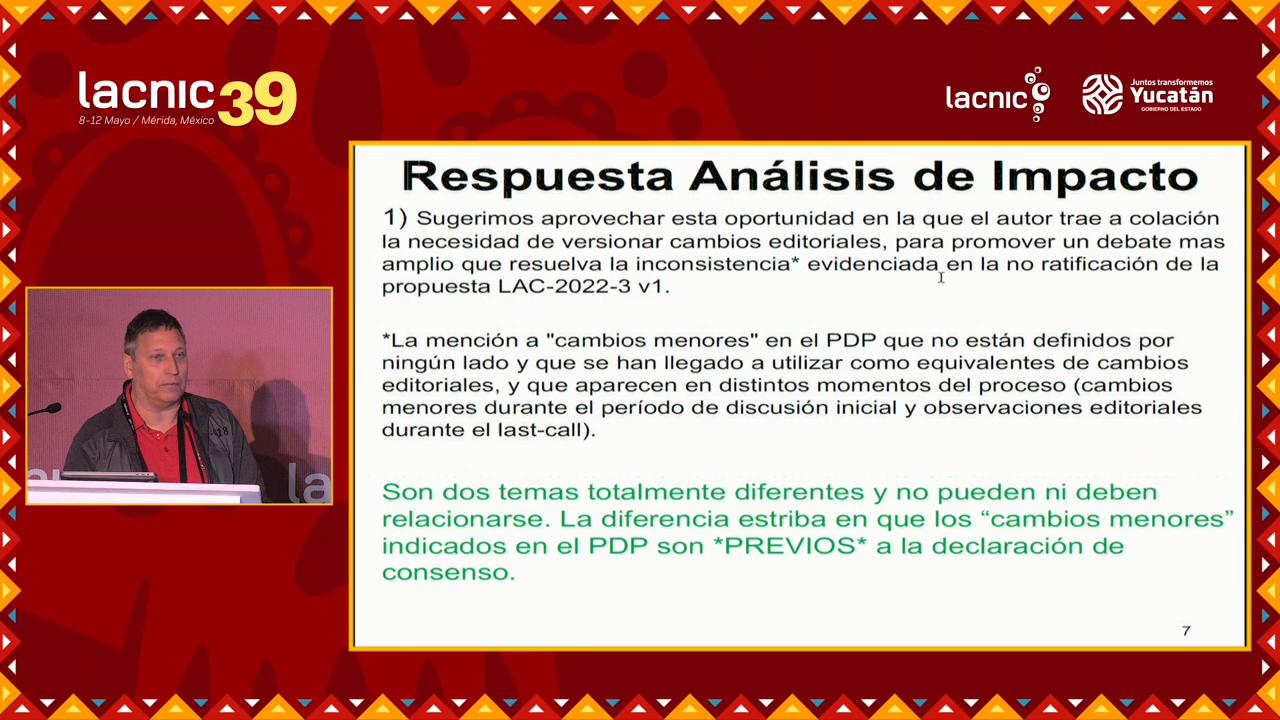 lacnic39
8-12 Mayo / Mérida, México
lacnic
Juntos transformemos
Yucatán
GOBIERNO DEL ESTADO
Respuesta Análisis de Impacto
1) Sugerimos aprovechar esta oportunidad en la que el autor trae a colación
la necesidad de versionar cambios editoriales, para promover un debate mas
amplio que resuelva la inconsistencia* evidenciada en la no ratificación de la
propuesta LAC-2022-3 v1.
*La mención a "cambios menores" en el PDP que no están definidos por
ningún lado y que se han llegado a utilizar como equivalentes de cambios
editoriales, y que aparecen en distintos momentos del proceso (cambios
menores durante el período de discusión inicial y observaciones editoriales
durante el last-call).
Son dos temas totalmente diferentes y no pueden ni deben
relacionarse. La diferencia estriba en que los “cambios menores”
indicados en el PDP son *PREVIOS* a la declaración de
consenso.
7
18
la